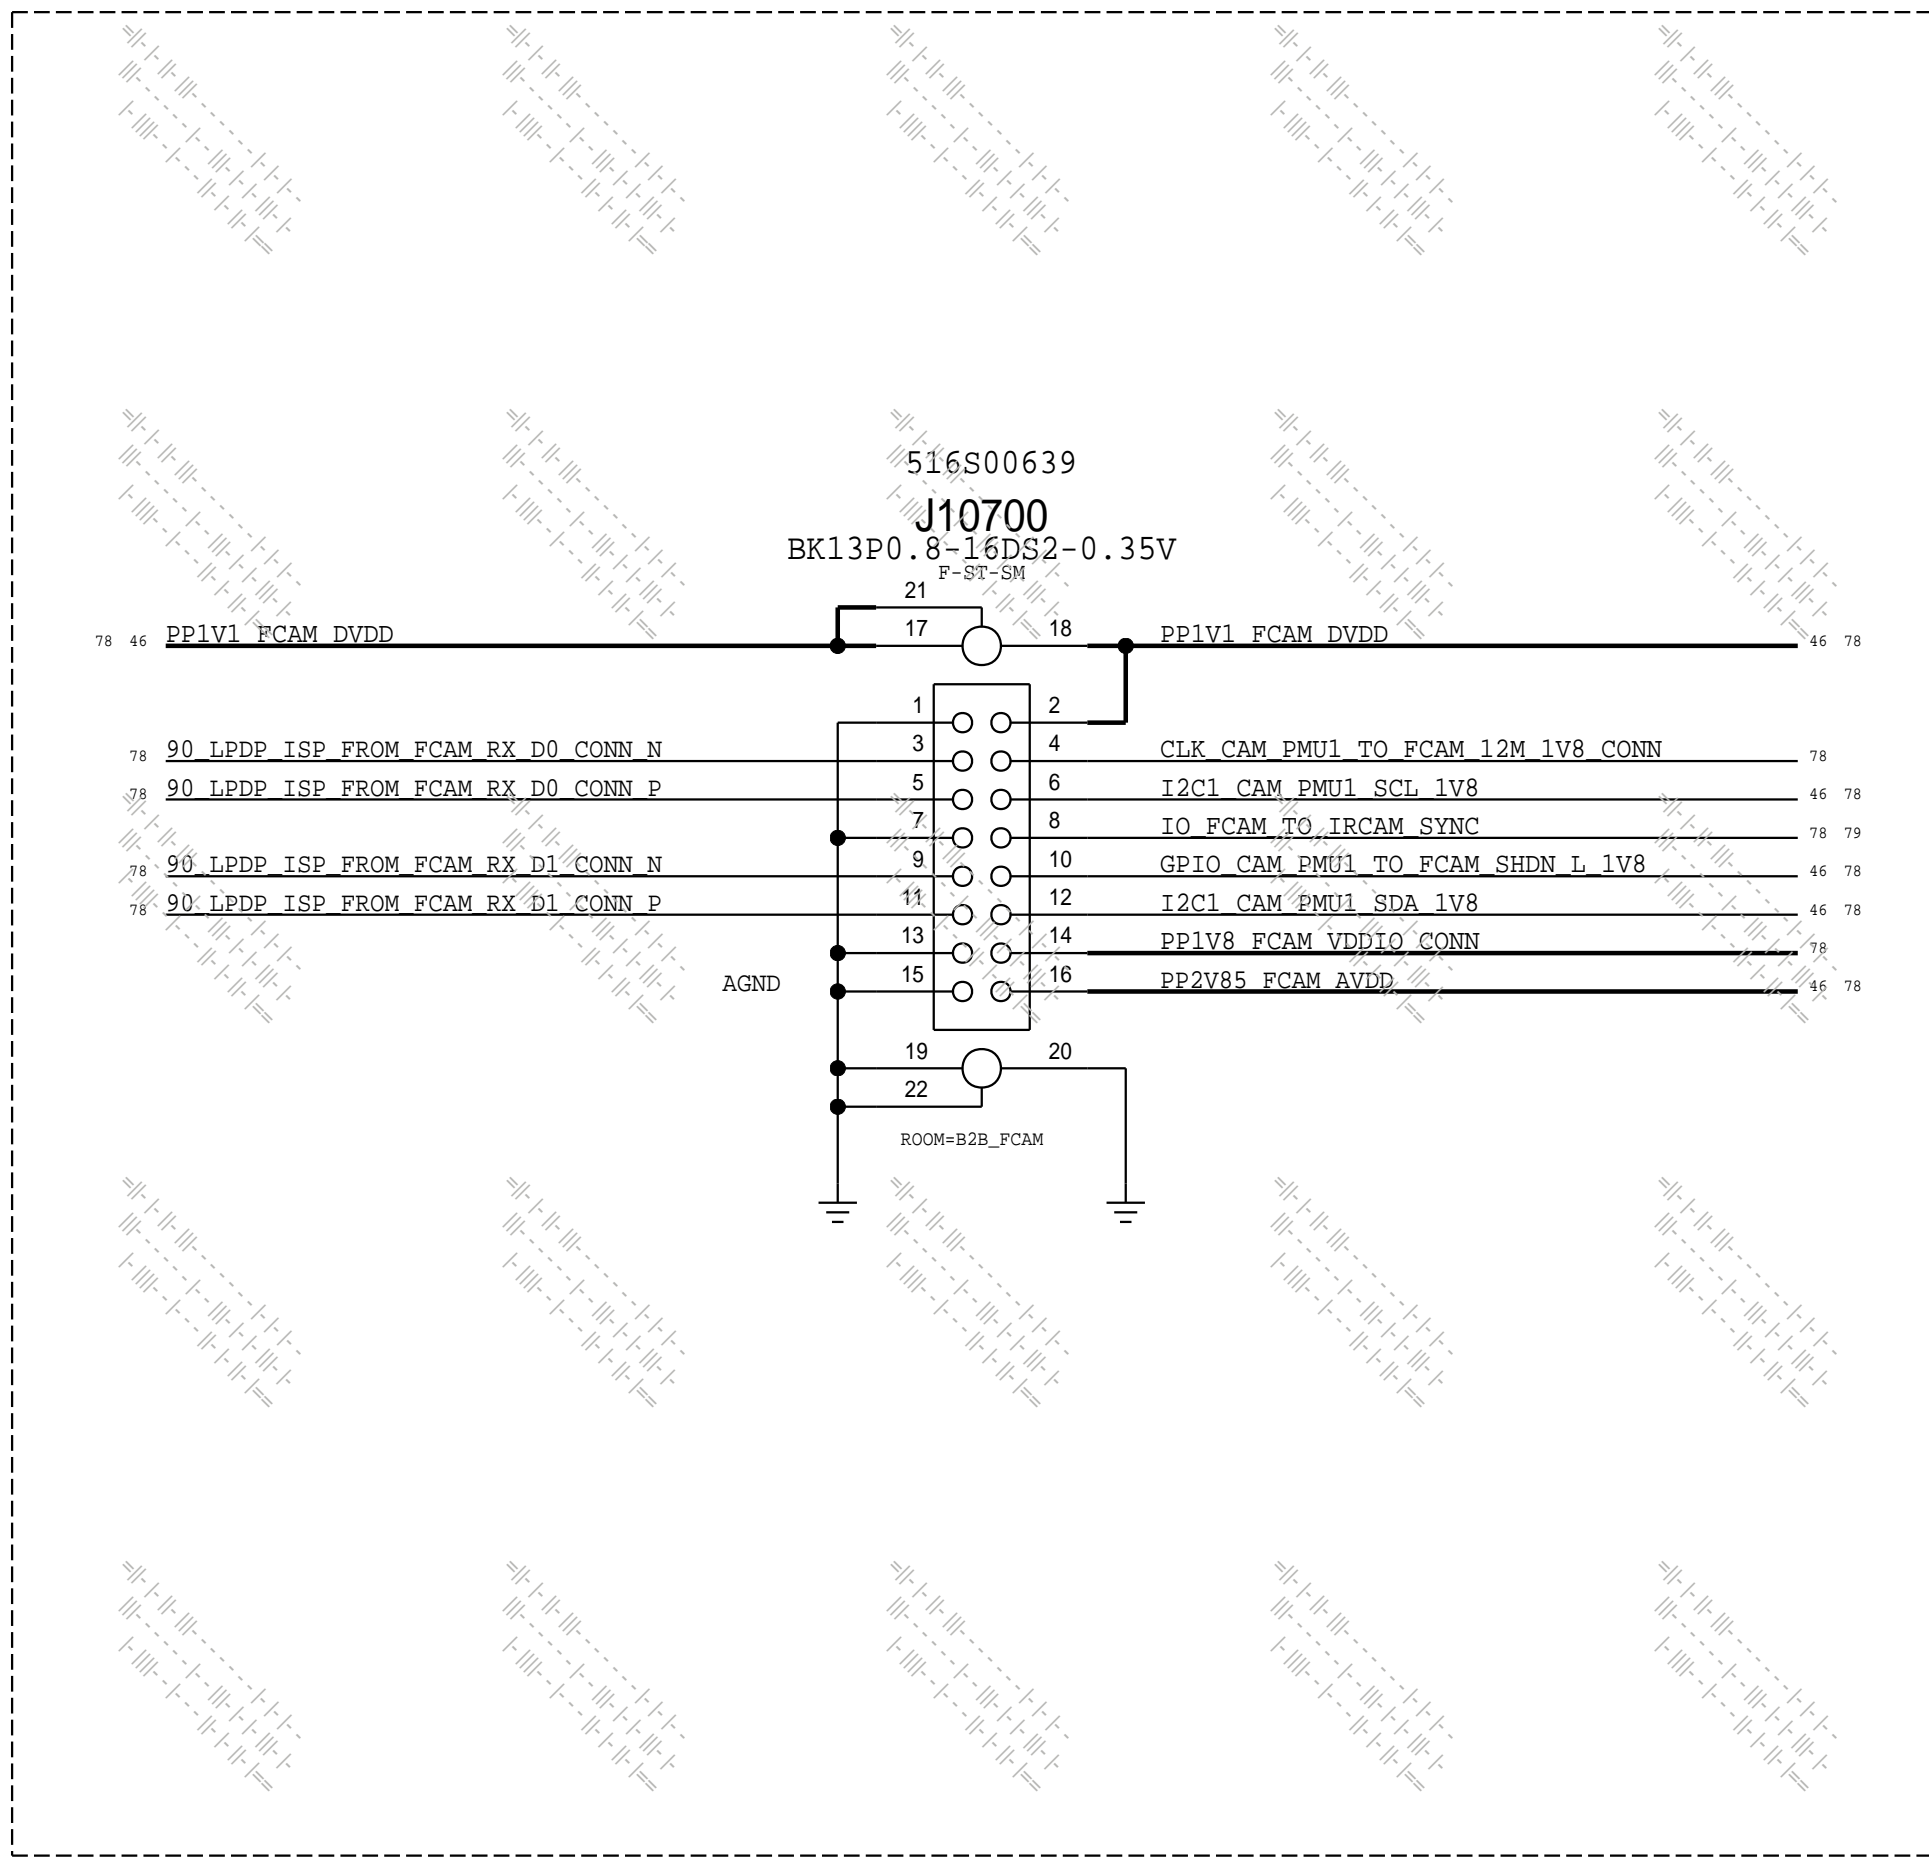 516S00639
J10700
BK13P0.8-16DS2-0.35V
F-ST-SM
21
78 46 PP1V1_FCAM_DVDD 17 18 PP1V1_FCAM_DVDD 46 78
1 2
78 90_LPDP_ISP_FROM_FCAM_RX_D0_CONN_N 3 4 CLK_CAM_PMU1_TO_FCAM_12M_1V8_CONN 78
78 90_LPDP_ISP_FROM_FCAM_RX_D0_CONN_P 5 6 I2C1_CAM_PMU1_SCL_1V8 46 78
7 8 IO_FCAM_TO_IRCAM_SYNC 78 79
78 90_LPDP_ISP_FROM_FCAM_RX_D1_CONN_N 9 10 GPIO_CAM_PMU1_TO_FCAM_SHDN_L_1V8 46 78
78 90_LPDP_ISP_FROM_FCAM_RX_D1_CONN_P 11 12 I2C1_CAM_PMU1_SDA_1V8 46 78
13 14 PP1V8_FCAM_VDDIO_CONN 78
AGND 15 16 PP2V85_FCAM_AVDD 46 78
19 20
22
ROOM=B2B_FCAM